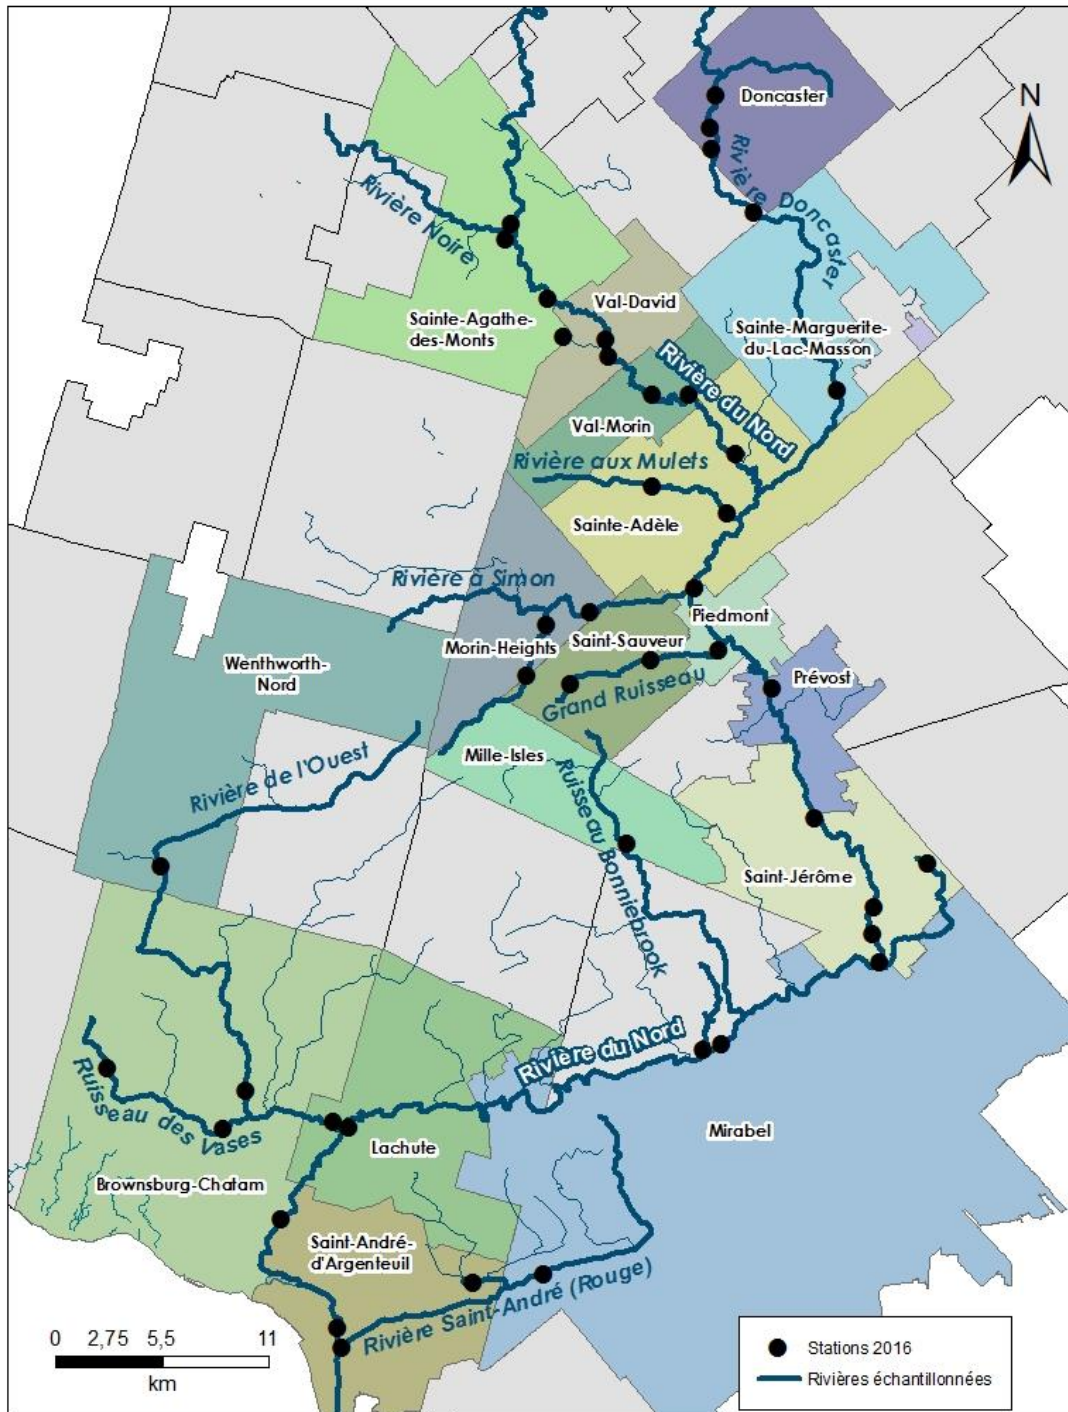 Doncaster
N
Rivière Doncaster
Rivière Noire
Val-David
Sainte-Agathe-
des-Monts
Sainte-Marguerite-
du-Lac-Masson
Rivière du Nord
Val-Morin
Rivière aux Mulets
Sainte-Adèle
Rivière à Simon
Piedmont
Morin-Heights
Saint-Sauveur
Wenthworth-
Nord
Prévost
Grand Ruisseau
Mille-Isles
Rivière de l'Ouest
Ruisseau Bonniebrook
Saint-Jérôme
Rivière du Nord
Ruisseau des Vases
Mirabel
Lachute
Brownsburg-Chatam
Saint-André-
d'Argenteuil
Rivière Saint-André (Rouge)
0 2,75 5,5 11
km
Stations 2016
Rivières échantillonnées